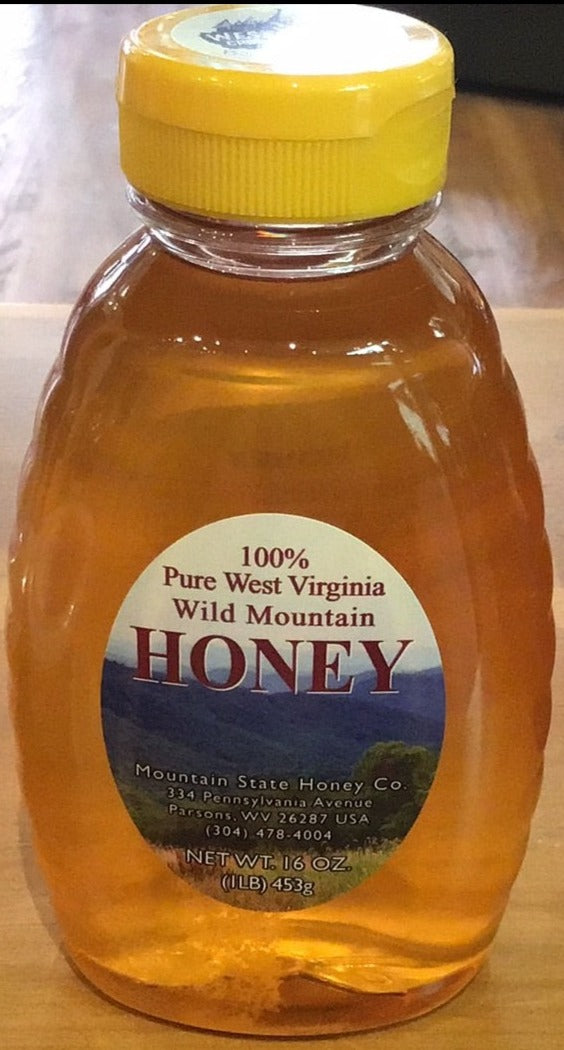 WES
100%
Pure West Virginia
Wild Mountain
HONEY
Mountain State Honey Co.
334 Pennsylvania Avenue
Parsons, WV 26287 USA
(304) 478-4004
NET WT. 16 OZ.
(1LB) 453g